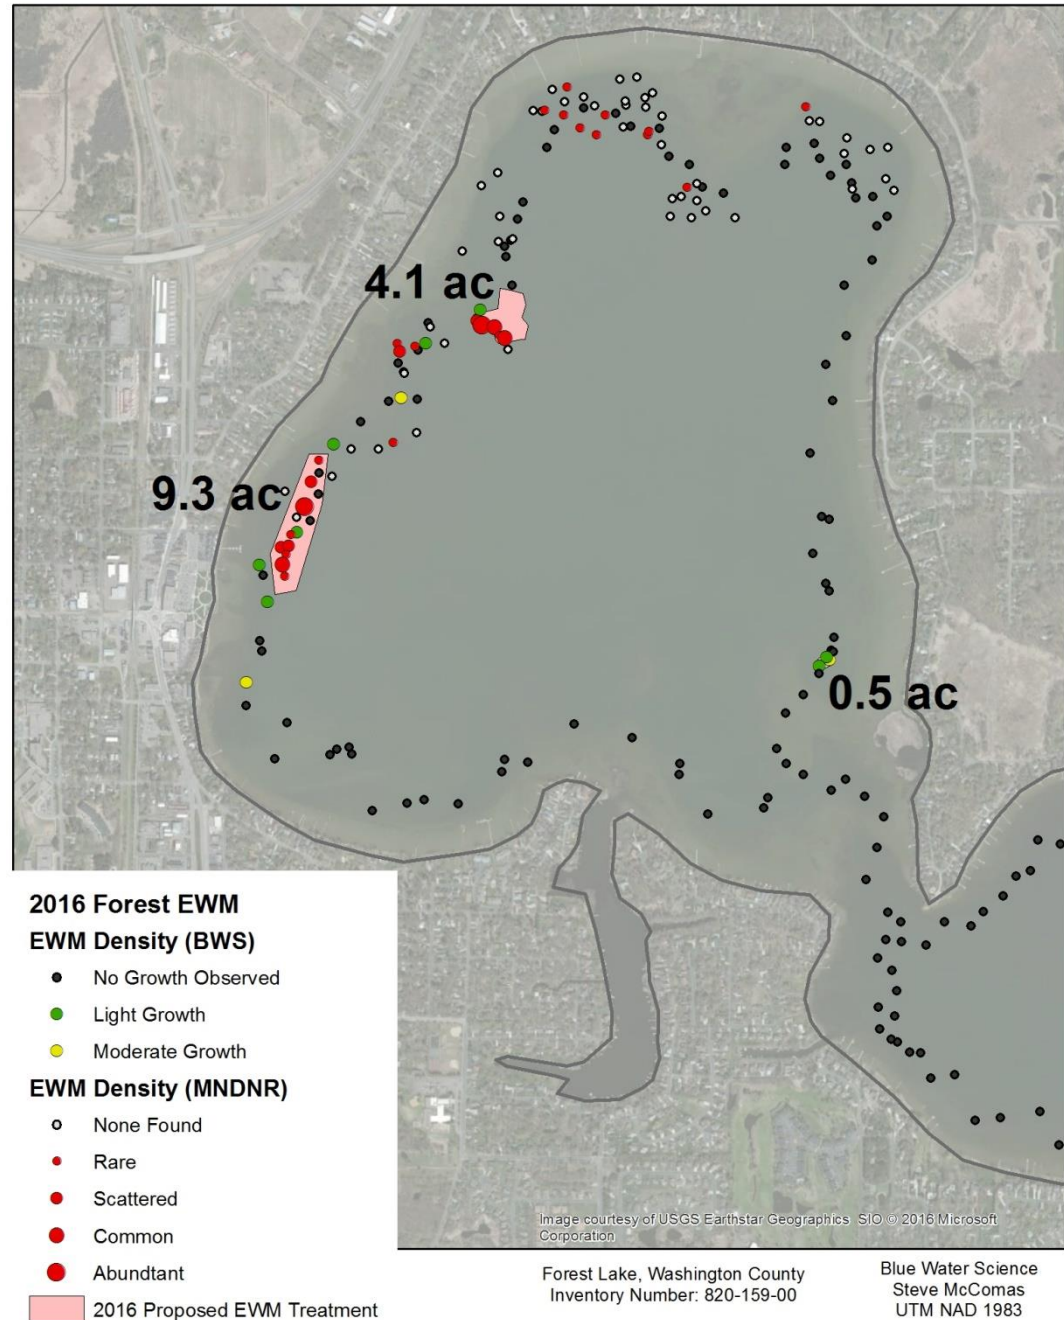 4.1 ac
9.3 ac
0.5 ac
2016 Forest EWM
EWM Density (BWS)
No Growth Observed
Light Growth
Moderate Growth
EWM Density (MNDNR)
None Found
Rare
Scattered
Common
Abundtant
2016 Proposed EWM Treatment
Image courtesy of USGS Earthstar Geographics SIO © 2016 Microsoft
Corporation
Forest Lake, Washington County
Inventory Number: 820-159-00
Blue Water Science
Steve McComas
UTM NAD 1983